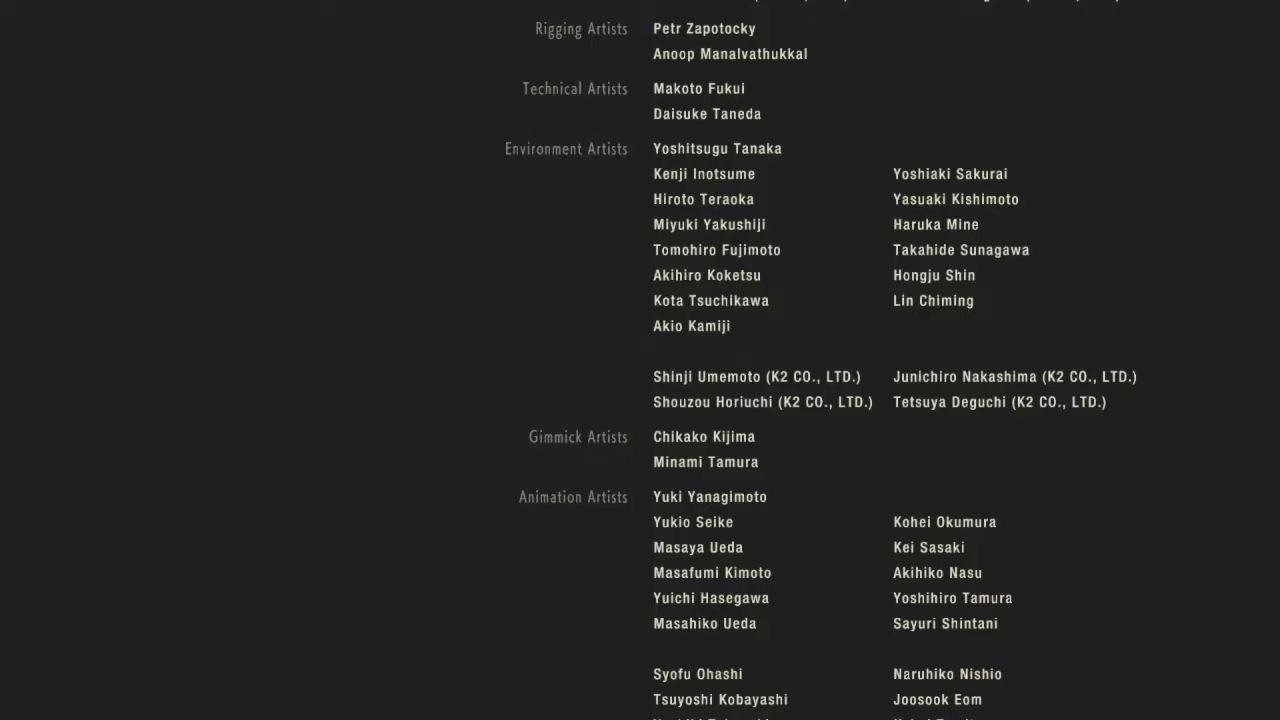 Rigging Artists Petr Zapotocky
Anoop Manalvathukkal
Technical Artists Makoto Fukui
Daisuke Taneda
Environment Artists Yoshitsugu Tanaka
Kenji Inotsume Yoshiaki Sakurai
Hiroto Teraoka Yasuaki Kishimoto
Miyuki Yakushiji Haruka Mine
Tomohiro Fujimoto Takahide Sunagawa
Akihiro Koketsu Hongju Shin
Kota Tsuchikawa Lin Chiming
Akio Kamiji
Shinji Umemoto (K2 CO., LTD.) Junichiro Nakashima (K2 CO., LTD.)
Shouzou Horiuchi (K2 CO., LTD.) Tetsuya Deguchi (K2 CO., LTD.)
Gimmick Artists Chikako Kijima
Minami Tamura
Animation Artists Yuki Yanagimoto
Yukio Seike Kohei Okumura
Masaya Ueda Kei Sasaki
Masafumi Kimoto Akihiko Nasu
Yuichi Hasegawa Yoshihiro Tamura
Masahiko Ueda Sayuri Shintani
Syofu Ohashi Naruhiko Nishio
Tsuyoshi Kobayashi Joosook Eom